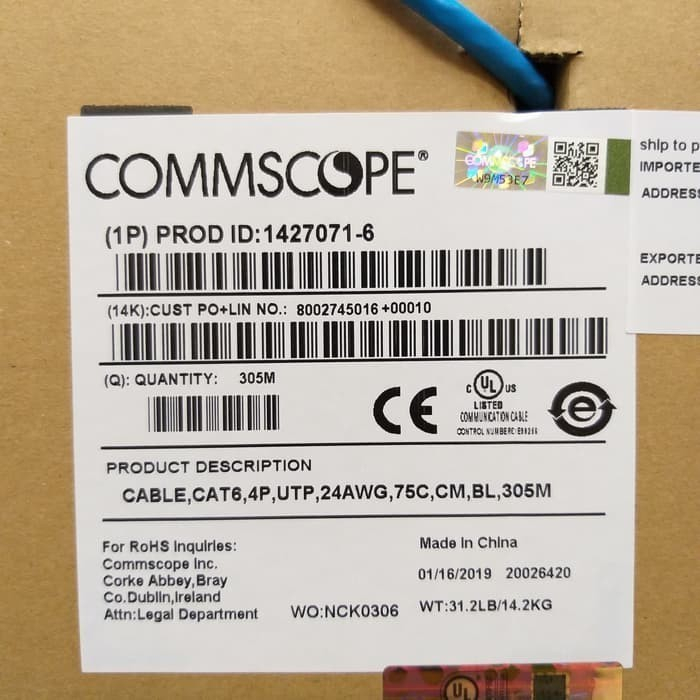 COMMSCOPE®
COMMSCOPE
W9M53E7
(1P) PROD ID:1427071-6
(14K):CUST PO+LIN NO.: 8002745016+00010
(Q): QUANTITY: 305M
CE
C UL US
LISTED
COMMUNICATION CABLE
e
PRODUCT DESCRIPTION
CABLE,CAT6,4P,UTP,24AWG,75C,CM,BL,305M
For RoHS Inquiries:
Commscope Inc.
Corke Abbey,Bray
Co.Dublin,Ireland
Attn:Legal Department
WO:NCK0306
Made In China
01/16/2019 20026420
WT:31.2LB/14.2KG
ship to p
IMPORTE
ADDRESS
EXPORTE
ADDRESS
UL